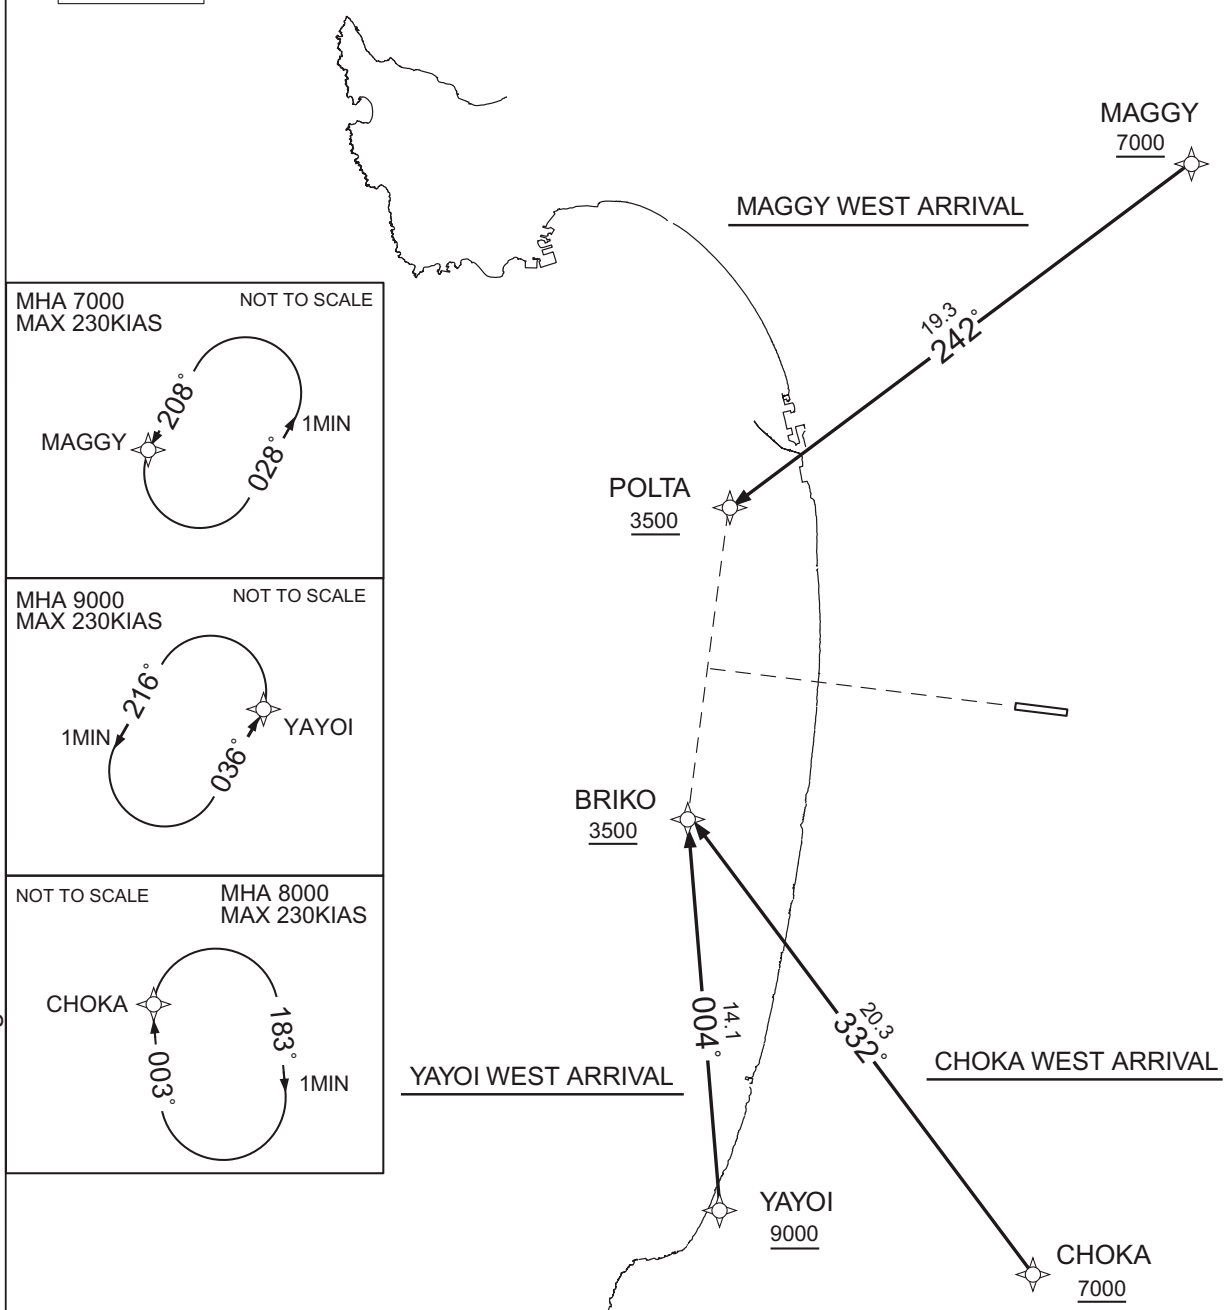 MAGGY
7000
MAGGY WEST ARRIVAL
19.3
242°
MHA 7000
MAX 230KIAS
NOT TO SCALE
208°
1MIN
MAGGY
028°
POLTA
3500
MHA 9000
MAX 230KIAS
NOT TO SCALE
216°
1MIN
YAYOI
036°
BRIKO
3500
NOT TO SCALE
MHA 8000
MAX 230KIAS
CHOKA
183°
003°
1MIN
14.1
004°
20.3
332°
YAYOI WEST ARRIVAL
CHOKA WEST ARRIVAL
YAYOI
9000
CHOKA
7000